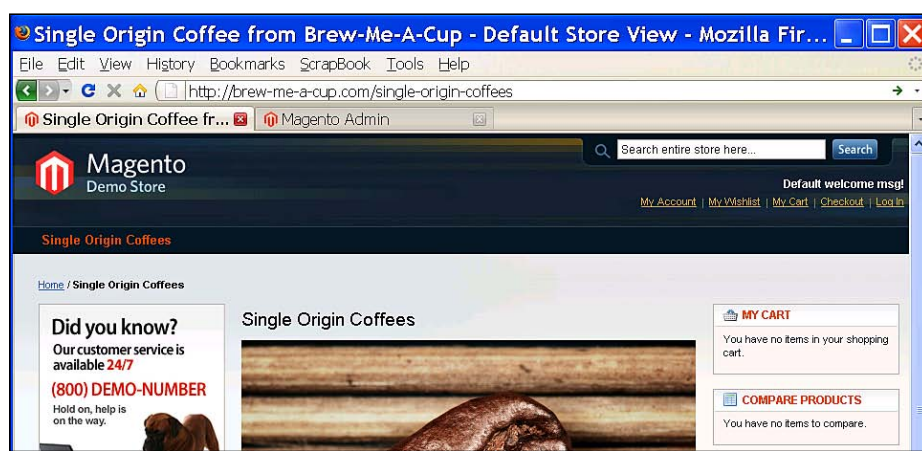 Single Origin Coffee from Brew-Me-A-Cup - Default Store View - Mozilla Fir...
File Edit View History Bookmarks ScrapBook Tools Help
http://brew-me-a-cup.com/single-origin-coffees
Single Origin Coffee fr... Magento Admin
Magento
Demo Store
Search entire store here... Search
Default welcome msg!
My Account | My Wishlist | My Cart | Checkout | Log In
Single Origin Coffees
Home / Single Origin Coffees
Did you know?
Our customer service is
available 24/7
(800) DEMO-NUMBER
Hold on, help is
on the way.
Single Origin Coffees
MY CART
You have no items in your shopping
cart.
COMPARE PRODUCTS
You have no items to compare.